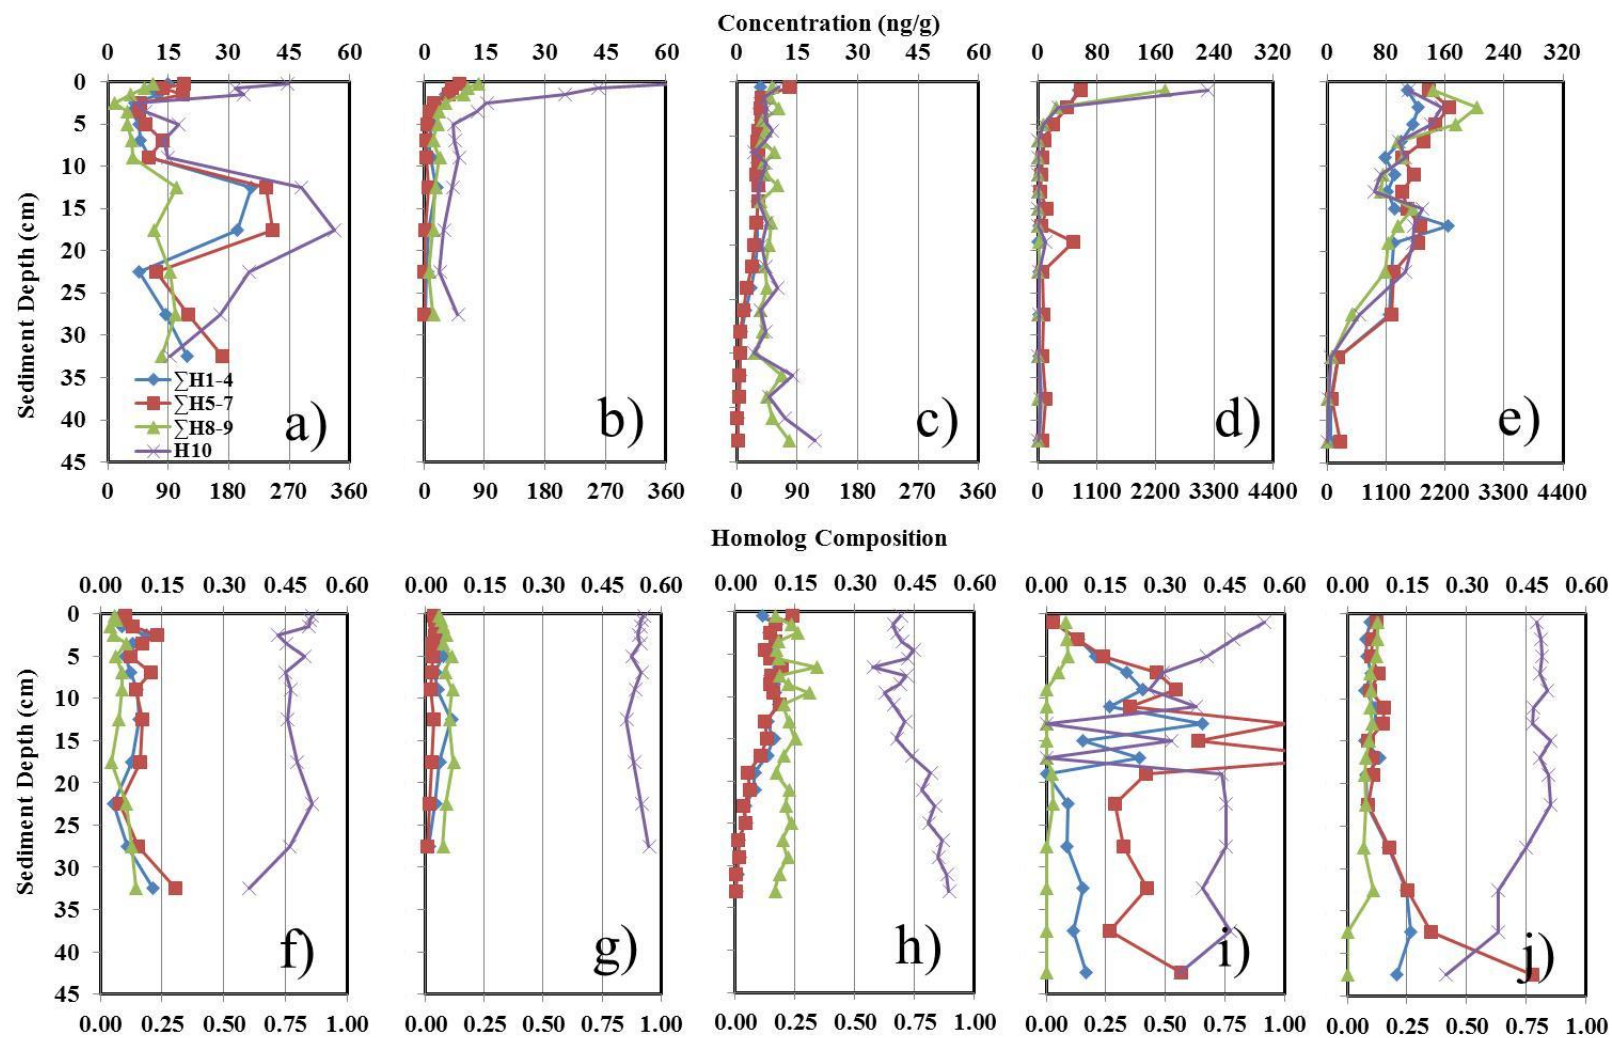 Concentration (ng/g)
0 15 30 45 60 0 15 30 45 60 0 15 30 45 60 0 80 160 240 320 0 80 160 240 320
0
5
10
15
20
25
30
35
40
45
Sediment Depth (cm)
∑H1-4
∑H5-7
∑H8-9
H10
a) b) c) d) e)
0 90 180 270 360 0 90 180 270 360 0 90 180 270 360 0 1100 2200 3300 4400 0 1100 2200 3300 4400
Homolog Composition
0.00 0.15 0.30 0.45 0.60 0.00 0.15 0.30 0.45 0.60 0.00 0.15 0.30 0.45 0.60 0.00 0.15 0.30 0.45 0.60 0.00 0.15 0.30 0.45 0.60
0
5
10
15
20
25
30
35
40
45
Sediment Depth (cm)
f) g) h) i) j)
0.00 0.25 0.50 0.75 1.00 0.00 0.25 0.50 0.75 1.00 0.00 0.25 0.50 0.75 1.00 0.00 0.25 0.50 0.75 1.00 0.00 0.25 0.50 0.75 1.00